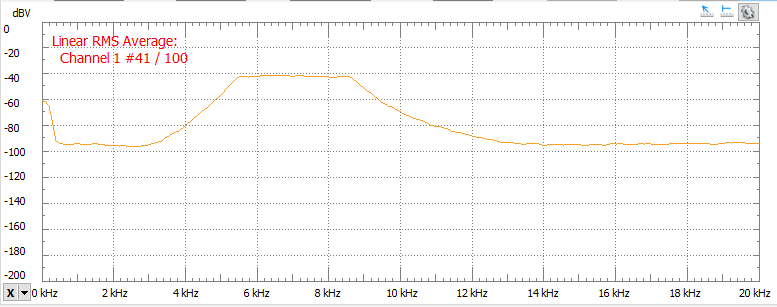 dBV
0
-20
-40
-60
-80
-100
-120
-140
-160
-180
-200
Linear RMS Average:
Channel 1 #41 / 100
X
0 kHz 2 kHz 4 kHz 6 kHz 8 kHz 10 kHz 12 kHz 14 kHz 16 kHz 18 kHz 20 kHz